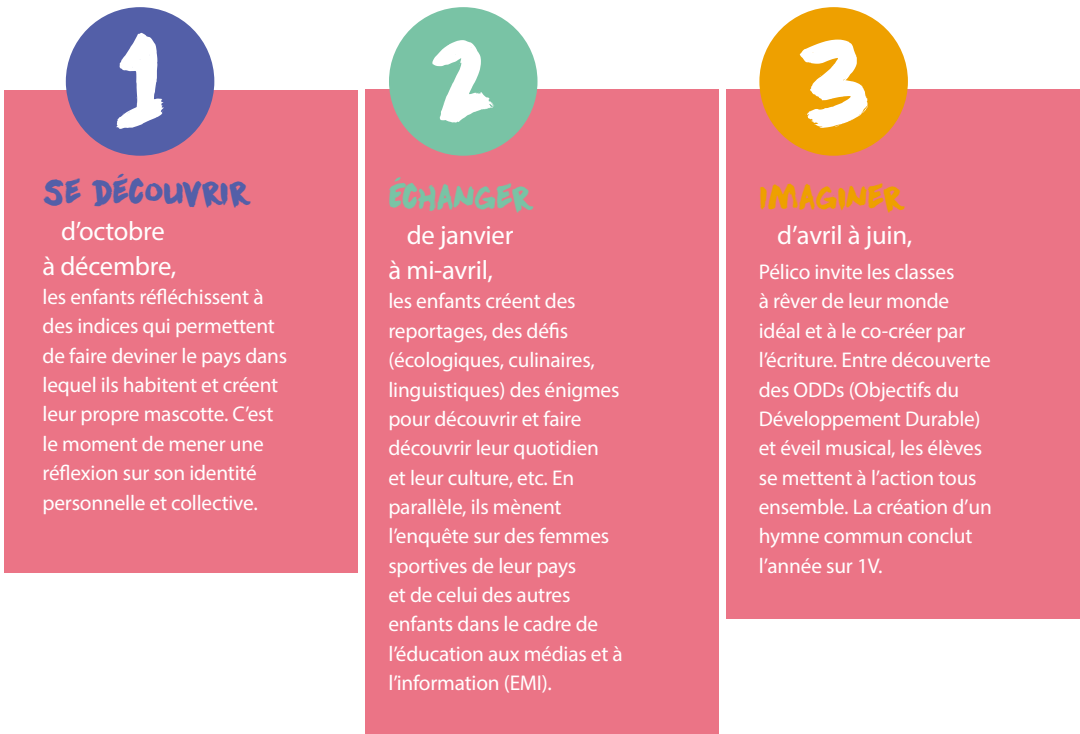 1
SE DÉCOUVRIR
d'octobre
à décembre,
les enfants réfléchissent à
des indices qui permettent
de faire deviner le pays dans
lequel ils habitent et créent
leur propre mascotte. C'est
le moment de mener une
réflexion sur son identité
personnelle et collective.
2
ÉCHANGER
de janvier
à mi-avril,
les enfants créent des
reportages, des défis
(écologiques, culinaires,
linguistiques) des énigmes
pour découvrir et faire
découvrir leur quotidien
et leur culture, etc. En
parallèle, ils mènent
l'enquête sur des femmes
sportives de leur pays
et de celui des autres
enfants dans le cadre de
l'éducation aux médias et à
l'information (EMI).
3
IMAGINER
d'avril à juin,
Pélico invite les classes
à rêver de leur monde
idéal et à le co-créer par
l'écriture. Entre découverte
des ODDs (Objectifs du
Développement Durable)
et éveil musical, les élèves
se mettent à l'action tous
ensemble. La création d'un
hymne commun conclut
l'année sur 1V.